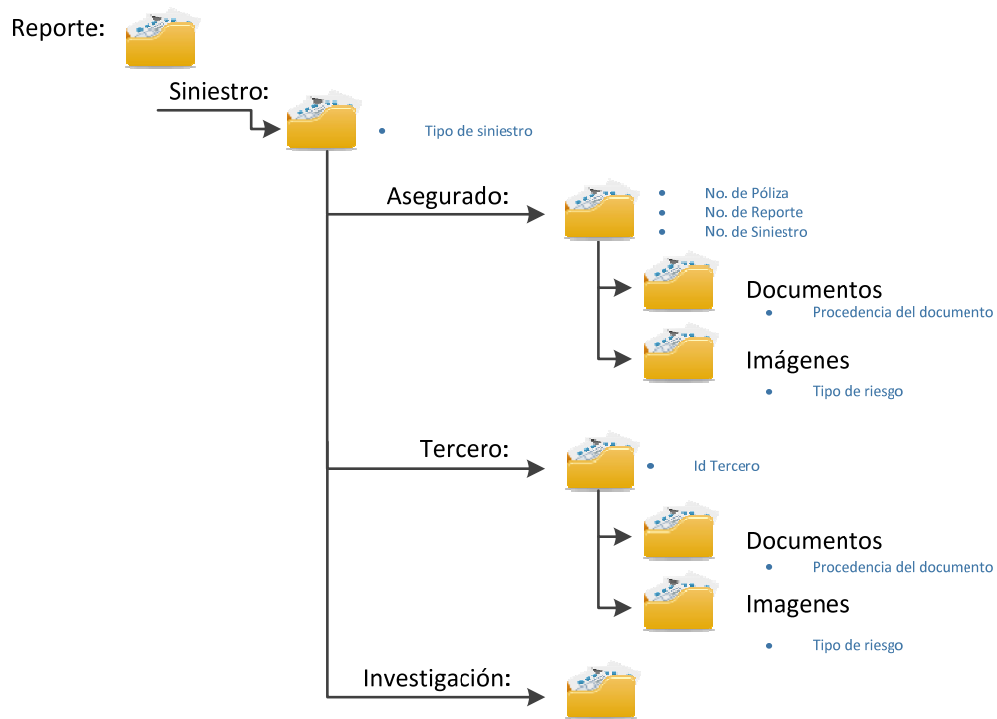 Reporte:
Siniestro:
• Tipo de siniestro
Asegurado:
• No. de Póliza
• No. de Reporte
• No. de Siniestro
Documentos
• Procedencia del documento
Imágenes
• Tipo de riesgo
Tercero:
• Id Tercero
Documentos
• Procedencia del documento
Imagenes
• Tipo de riesgo
Investigación: